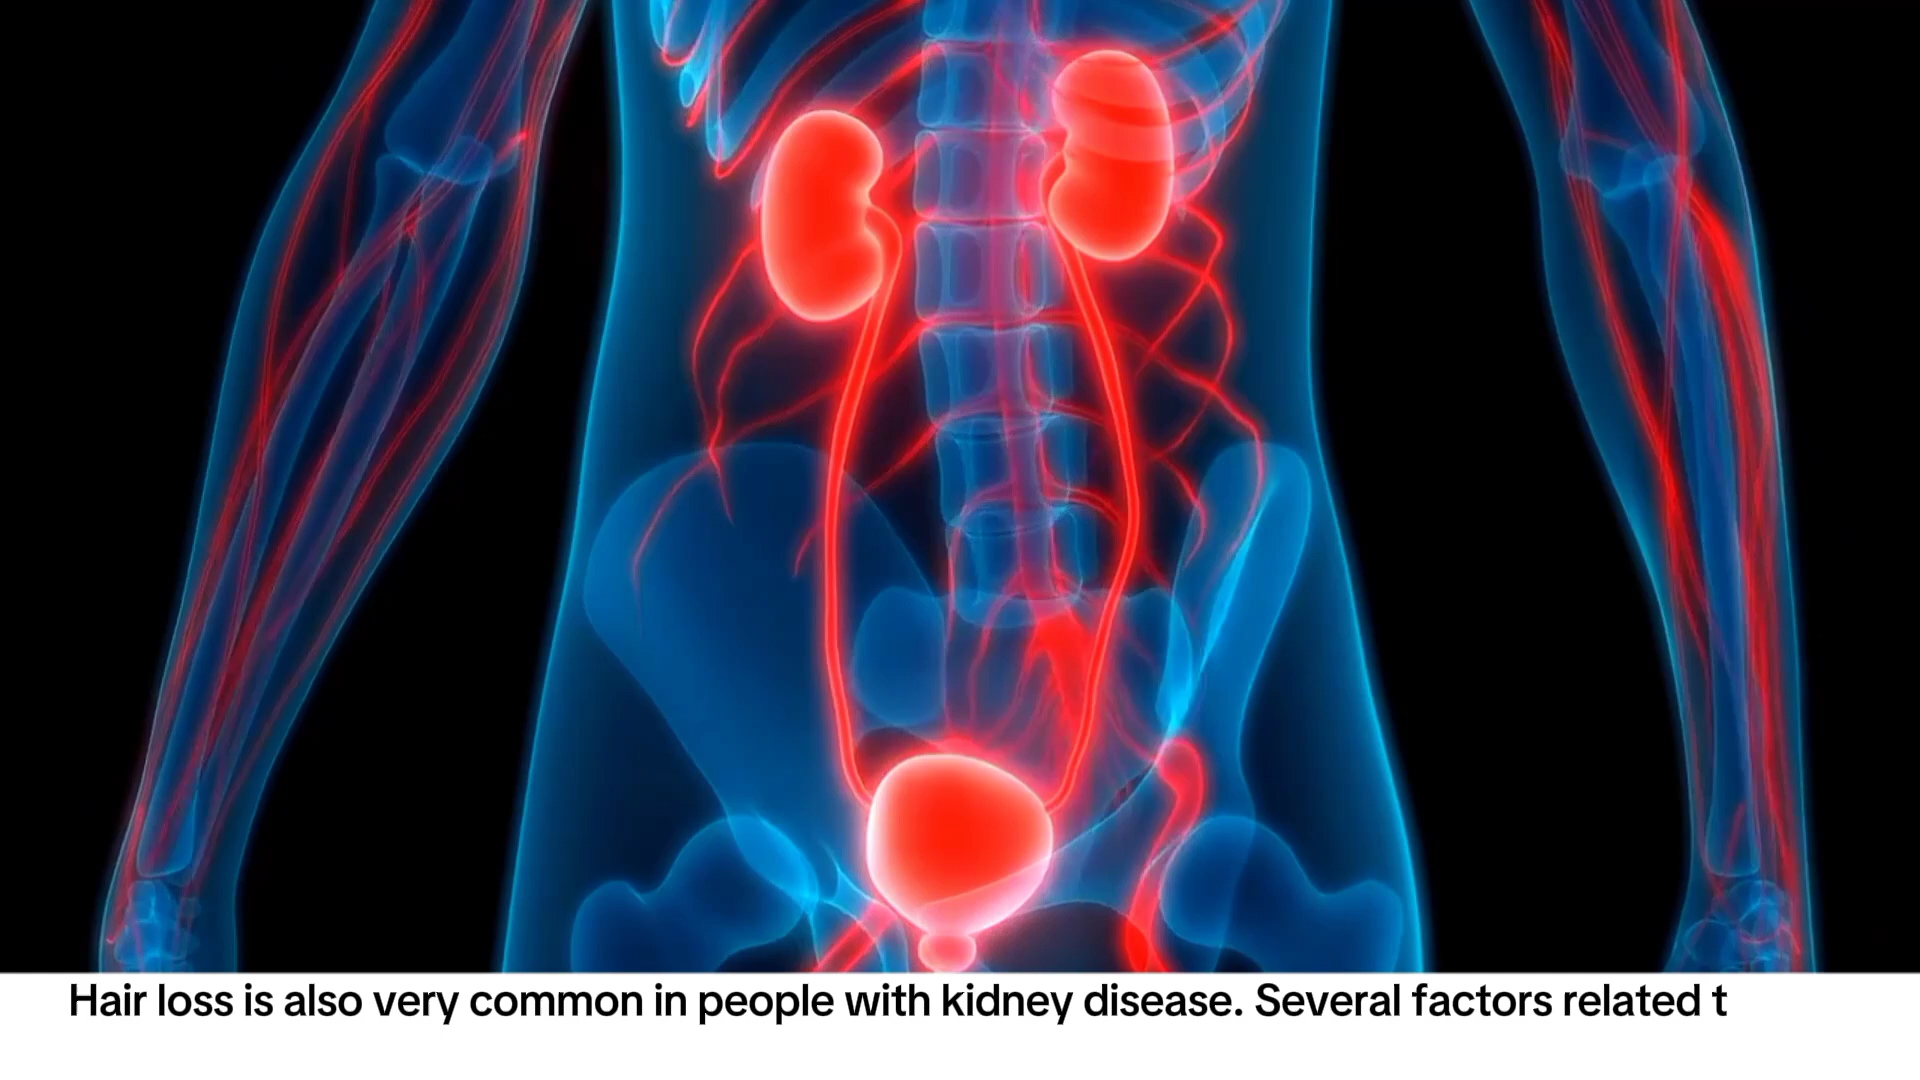 Hair loss is also very common in people with kidney disease. Several factors related t